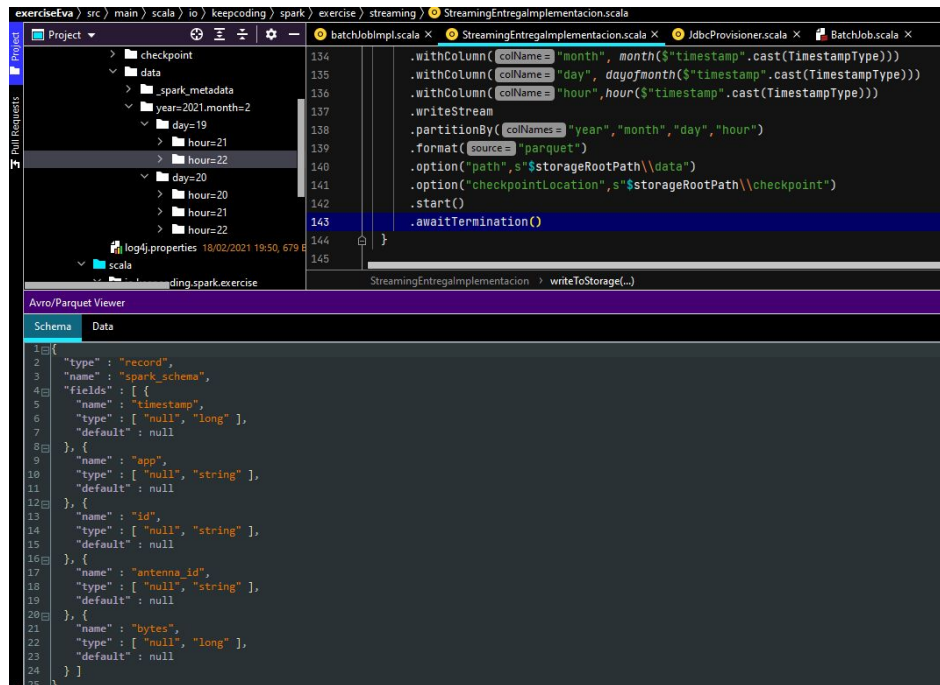 exerciseEva 〉 src 〉 main 〉 scala 〉 io 〉 keepcoding 〉 spark 〉 exercise 〉 streaming 〉 StreamingEntregaImplementacion.scala
Project
batchJobImpl.scala × StreamingEntregaImplementacion.scala × JdbcProvisioner.scala × BatchJob.scala ×
Project
Pull Requests
checkpoint
data
_spark_metadata
year=2021.month=2
day=19
hour=21
hour=22
day=20
hour=20
hour=21
hour=22
log4j.properties 18/02/2021 19:50, 679 B
scala
ding.spark.exercise
134 .withColumn( colName = "month", month($"timestamp".cast(TimestampType)))
135 .withColumn( colName = "day", dayofmonth($"timestamp".cast(TimestampType)))
136 .withColumn( colName = "hour",hour($"timestamp".cast(TimestampType)))
137 .writeStream
138 .partitionBy( colNames = "year","month","day","hour")
139 .format( source = "parquet")
140 .option("path",s"$storageRootPath\\data")
141 .option("checkpointLocation",s"$storageRootPath\\checkpoint")
142 .start()
143 .awaitTermination()
144 }
145
StreamingEntregaImplementacion 〉 writeToStorage(...)
Avro/Parquet Viewer
Schema Data
1 {
2 "type" : "record",
3 "name" : "spark_schema",
4 "fields" : [ {
5 "name" : "timestamp",
6 "type" : [ "null", "long" ],
7 "default" : null
8 }, {
9 "name" : "app",
10 "type" : [ "null", "string" ],
11 "default" : null
12 }, {
13 "name" : "id",
14 "type" : [ "null", "string" ],
15 "default" : null
16 }, {
17 "name" : "antenna_id",
18 "type" : [ "null", "string" ],
19 "default" : null
20 }, {
21 "name" : "bytes",
22 "type" : [ "null", "long" ],
23 "default" : null
24 } ]
25 }